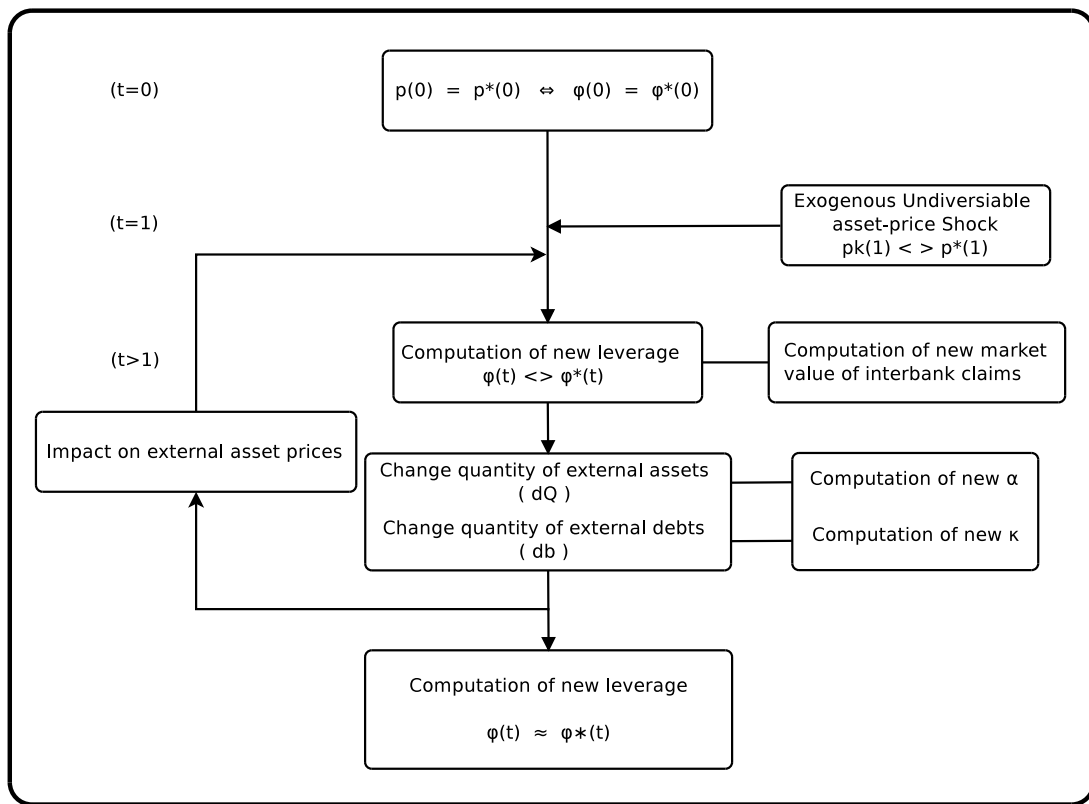 (t=0)
p(0) = p*(0) ⇔ φ(0) = φ*(0)
(t=1)
Exogenous Undiversiable
asset-price Shock
pk(1) < > p*(1)
(t>1)
Computation of new leverage
φ(t) <> φ*(t)
Computation of new market
value of interbank claims
Impact on external asset prices
Change quantity of external assets
( dQ )
Change quantity of external debts
( db )
Computation of new α
Computation of new κ
Computation of new leverage
φ(t) ≈ φ∗(t)